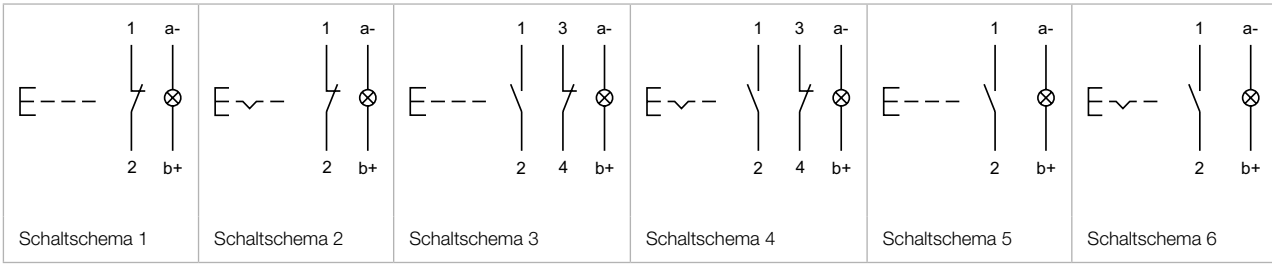 1 a-
1 a-
1 3 a-
1 3 a-
1 a-
1 a-
2 b+
2 b+
2 4 b+
2 4 b+
2 b+
2 b+
Schaltschema 1
Schaltschema 2
Schaltschema 3
Schaltschema 4
Schaltschema 5
Schaltschema 6